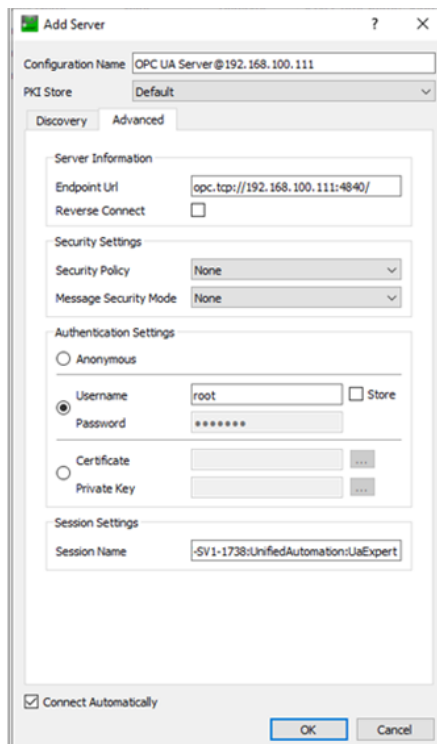 Add Server ? ×
Configuration Name OPC UA Server@192.168.100.111
PKI Store Default
Discovery Advanced
Server Information
Endpoint Url opc.tcp://192.168.100.111:4840/
Reverse Connect
Security Settings
Security Policy None
Message Security Mode None
Authentication Settings
Anonymous
Username root Store
Password •••••••
Certificate ...
Private Key ...
Session Settings
Session Name -SV1-1738:UnifiedAutomation:UaExpert
Connect Automatically
OK Cancel